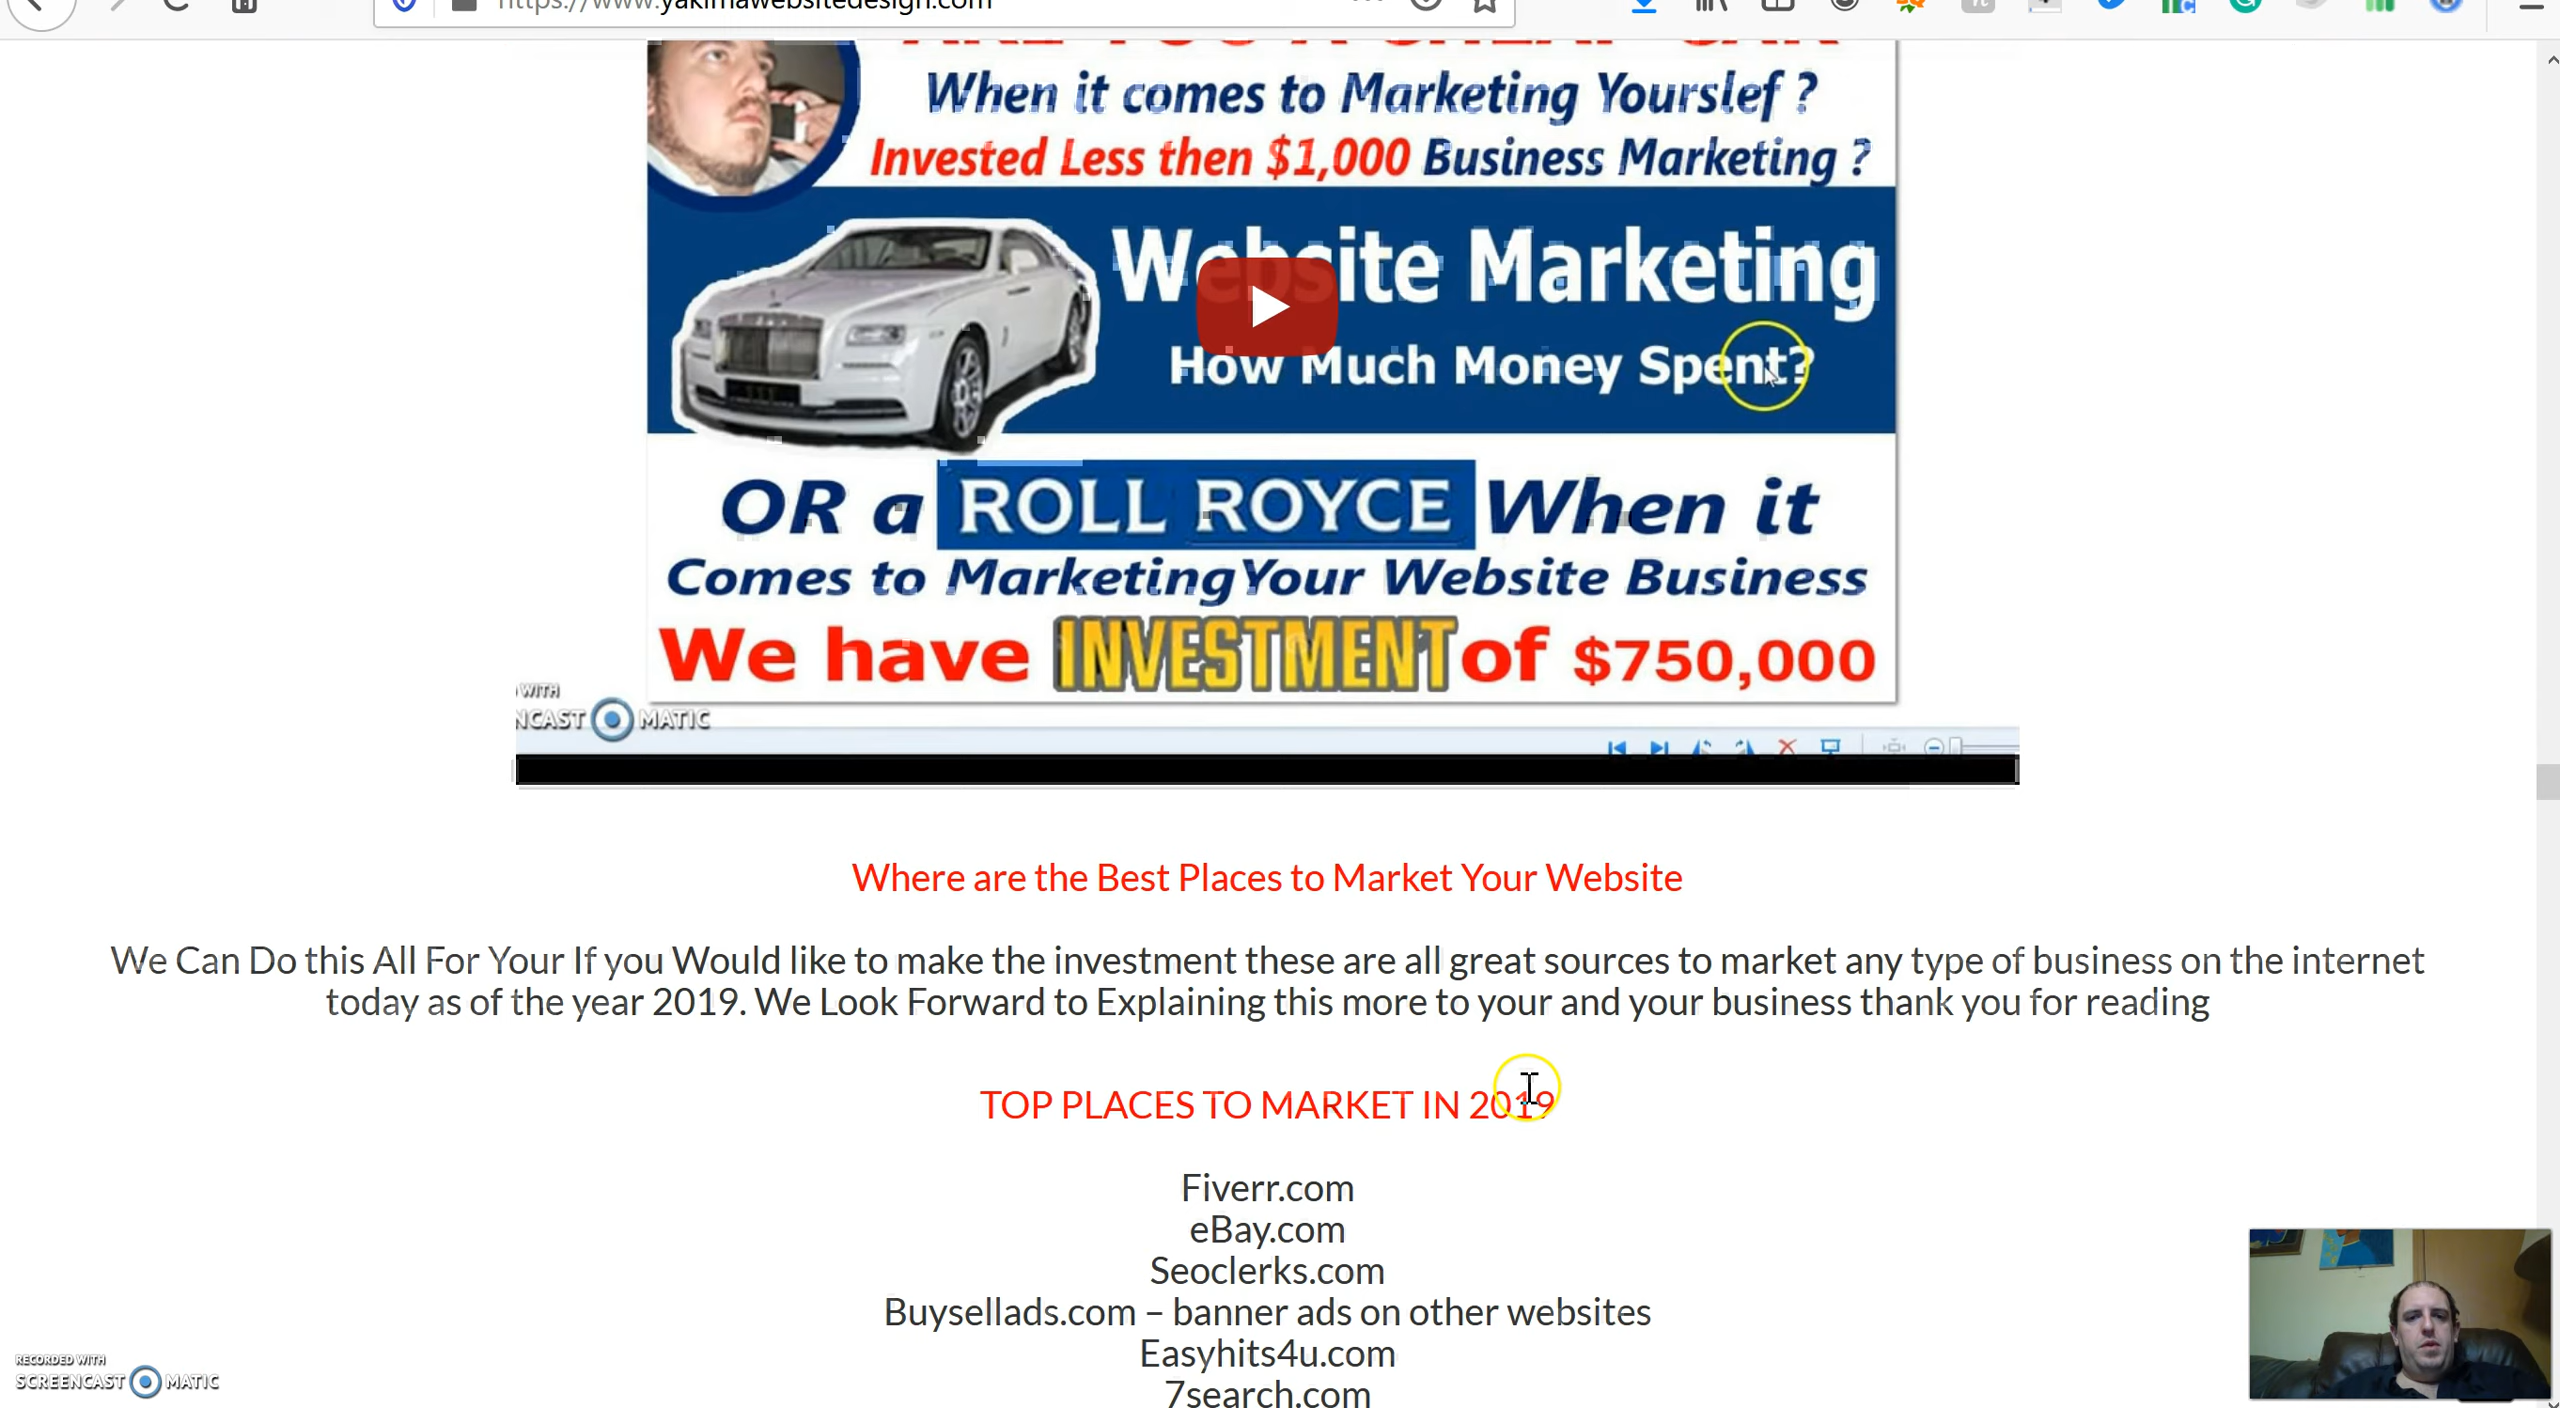 https://www.yakimawebsitedesign.com
ARE YOU A CHEAP CAR
When it comes to Marketing Yourslef ?
Invested Less then $1,000 Business Marketing ?
Website Marketing
How Much Money Spent?
OR a ROLL ROYCE When it
Comes to MarketingYour Website Business
We have INVESTMENT of $750,000
WITH
NCAST MATIC
Where are the Best Places to Market Your Website
We Can Do this All For Your If you Would like to make the investment these are all great sources to market any type of business on the internet
today as of the year 2019. We Look Forward to Explaining this more to your and your business thank you for reading
TOP PLACES TO MARKET IN 2019
Fiverr.com
eBay.com
Seoclerks.com
Buysellads.com – banner ads on other websites
Easyhits4u.com
7search.com
RECORDED WITH
SCREENCAST MATIC